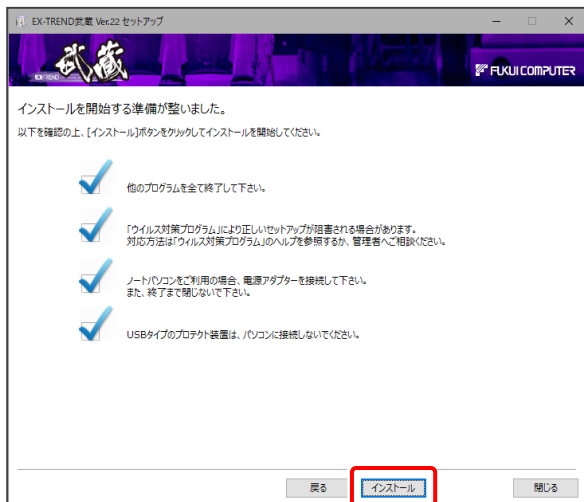 EX-TREND武蔵 Ver.22 セットアップ
EX-TREND 武蔵
FUKUI COMPUTER
インストールを開始する準備が整いました。
以下を確認の上、[インストール]ボタンをクリックしてインストールを開始してください。
他のプログラムを全て終了して下さい。
「ウイルス対策プログラム」により正しいセットアップが阻害される場合があります。
対応方法は「ウィルス対策プログラム」のヘルプを参照するか、管理者へご相談ください。
ノートパソコンをご利用の場合、電源アダプターを接続して下さい。
また、終了まで閉じないで下さい。
USBタイプのプロテクト装置は、パソコンに接続しないでください。
戻る
インストール
閉じる